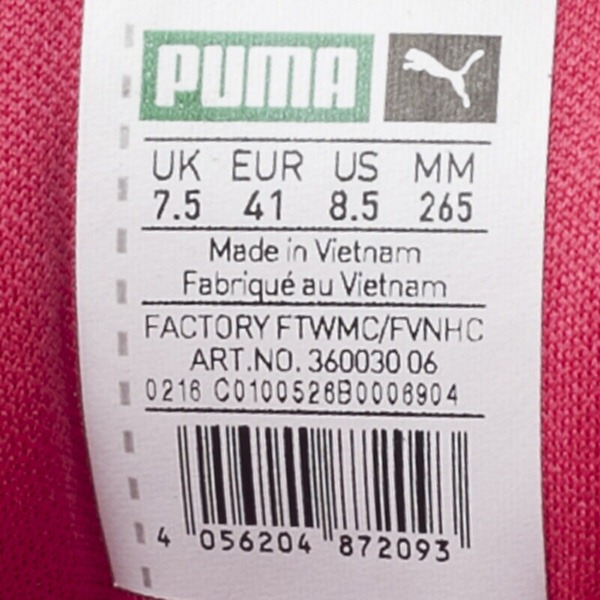 PUMA
UK EUR US MM
7.5 41 8.5 265
Made in Vietnam
Fabriqué au Vietnam
FACTORY FTWMC/FVNHC
ART.NO. 360030 06
0216 C0100526B0006904
4 056204 872093